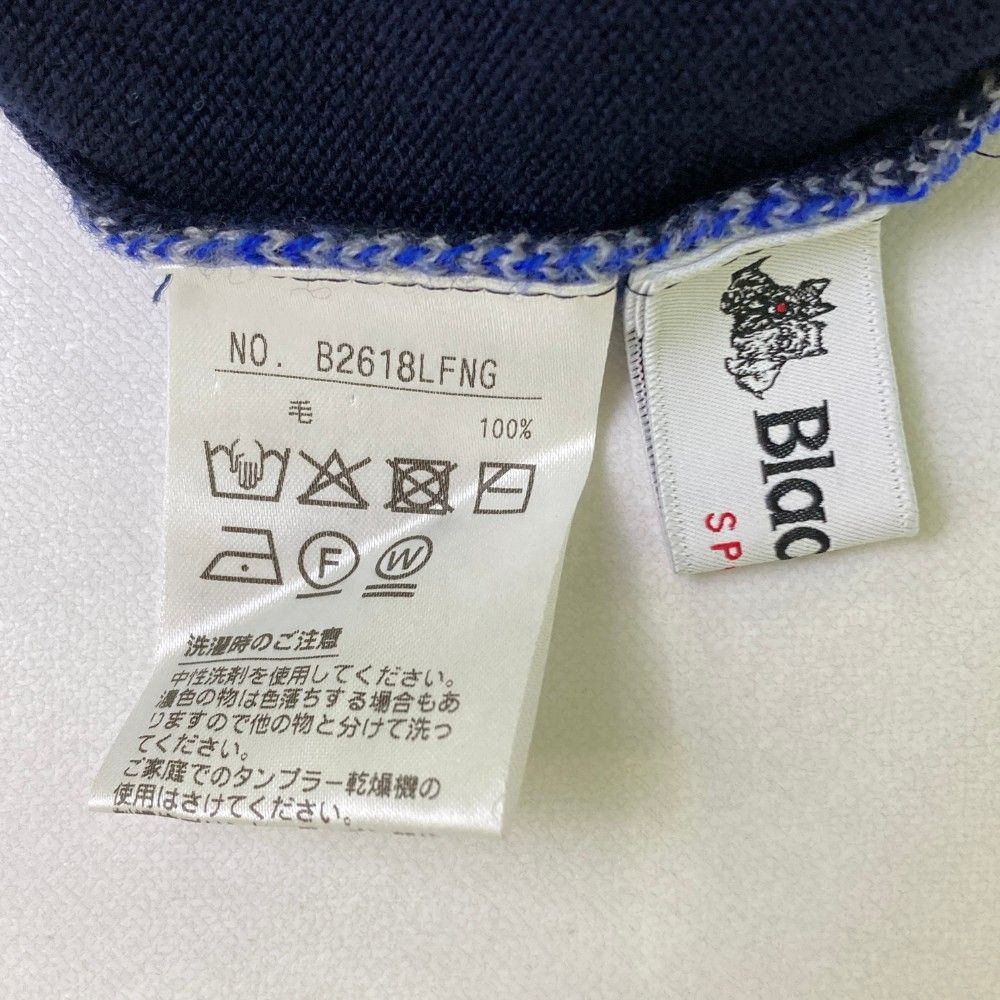 NO. B2618LFNG
毛 100%
F
W
洗濯時のご注意
中性洗剤を使用してください。
濃色の物は色落ちする場合もあ
りますので他の物と分けて洗っ
てください。
ご家庭でのタンブラー乾燥機の
使用はさけてください。
Blac
SP